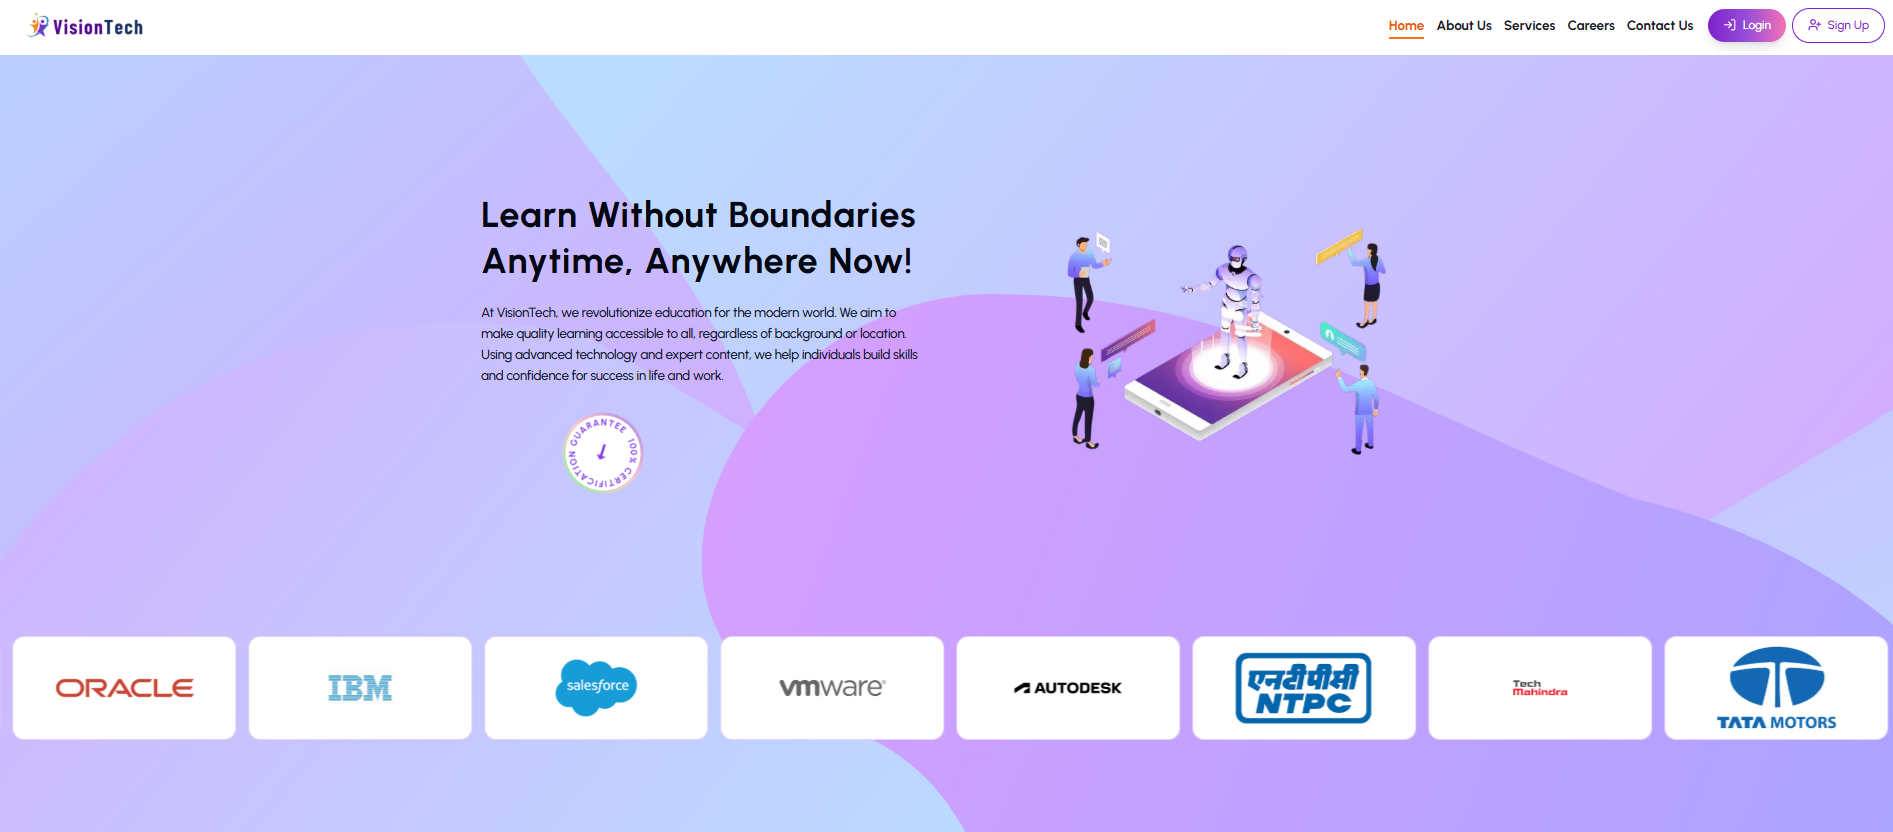 VisionTech
Home About Us Services Careers Contact Us Login Sign Up
Learn Without Boundaries
Anytime, Anywhere Now!
At VisionTech, we revolutionize education for the modern world. We aim to
make quality learning accessible to all, regardless of background or location.
Using advanced technology and expert content, we help individuals build skills
and confidence for success in life and work.
100% CERTIFICATION GUARANTEE
ORACLE
IBM
salesforce
vmware®
AUTODESK
एनटीपीसी
NTPC
Tech
Mahindra
TATA MOTORS